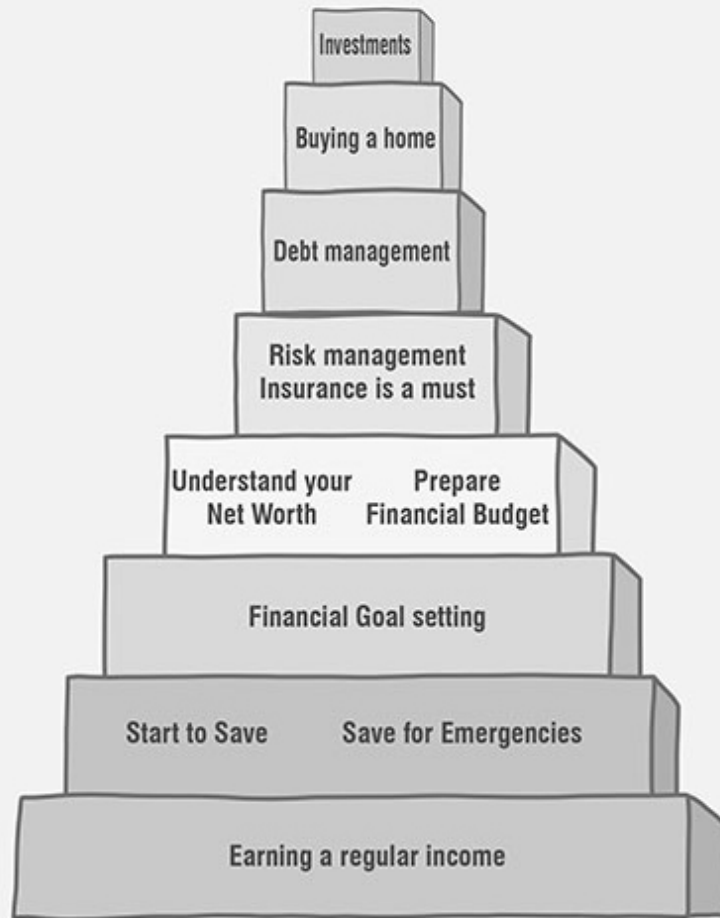 Investments
Buying a home
Debt management
Risk management
Insurance is a must
Understand your
Net Worth
Prepare
Financial Budget
Financial Goal setting
Start to Save
Save for Emergencies
Earning a regular income